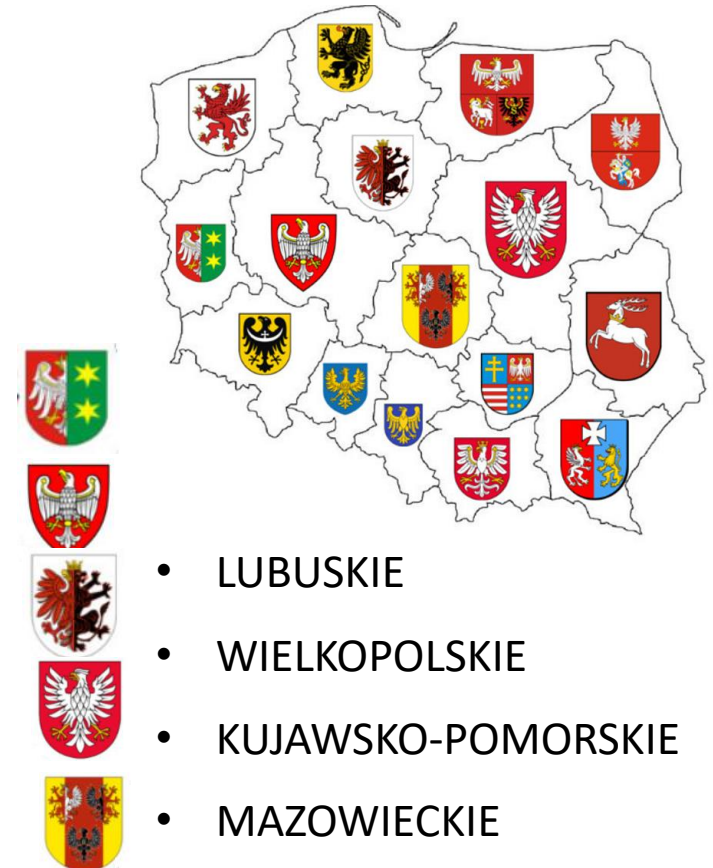 • LUBUSKIE
• WIELKOPOLSKIE
• KUJAWSKO-POMORSKIE
• MAZOWIECKIE